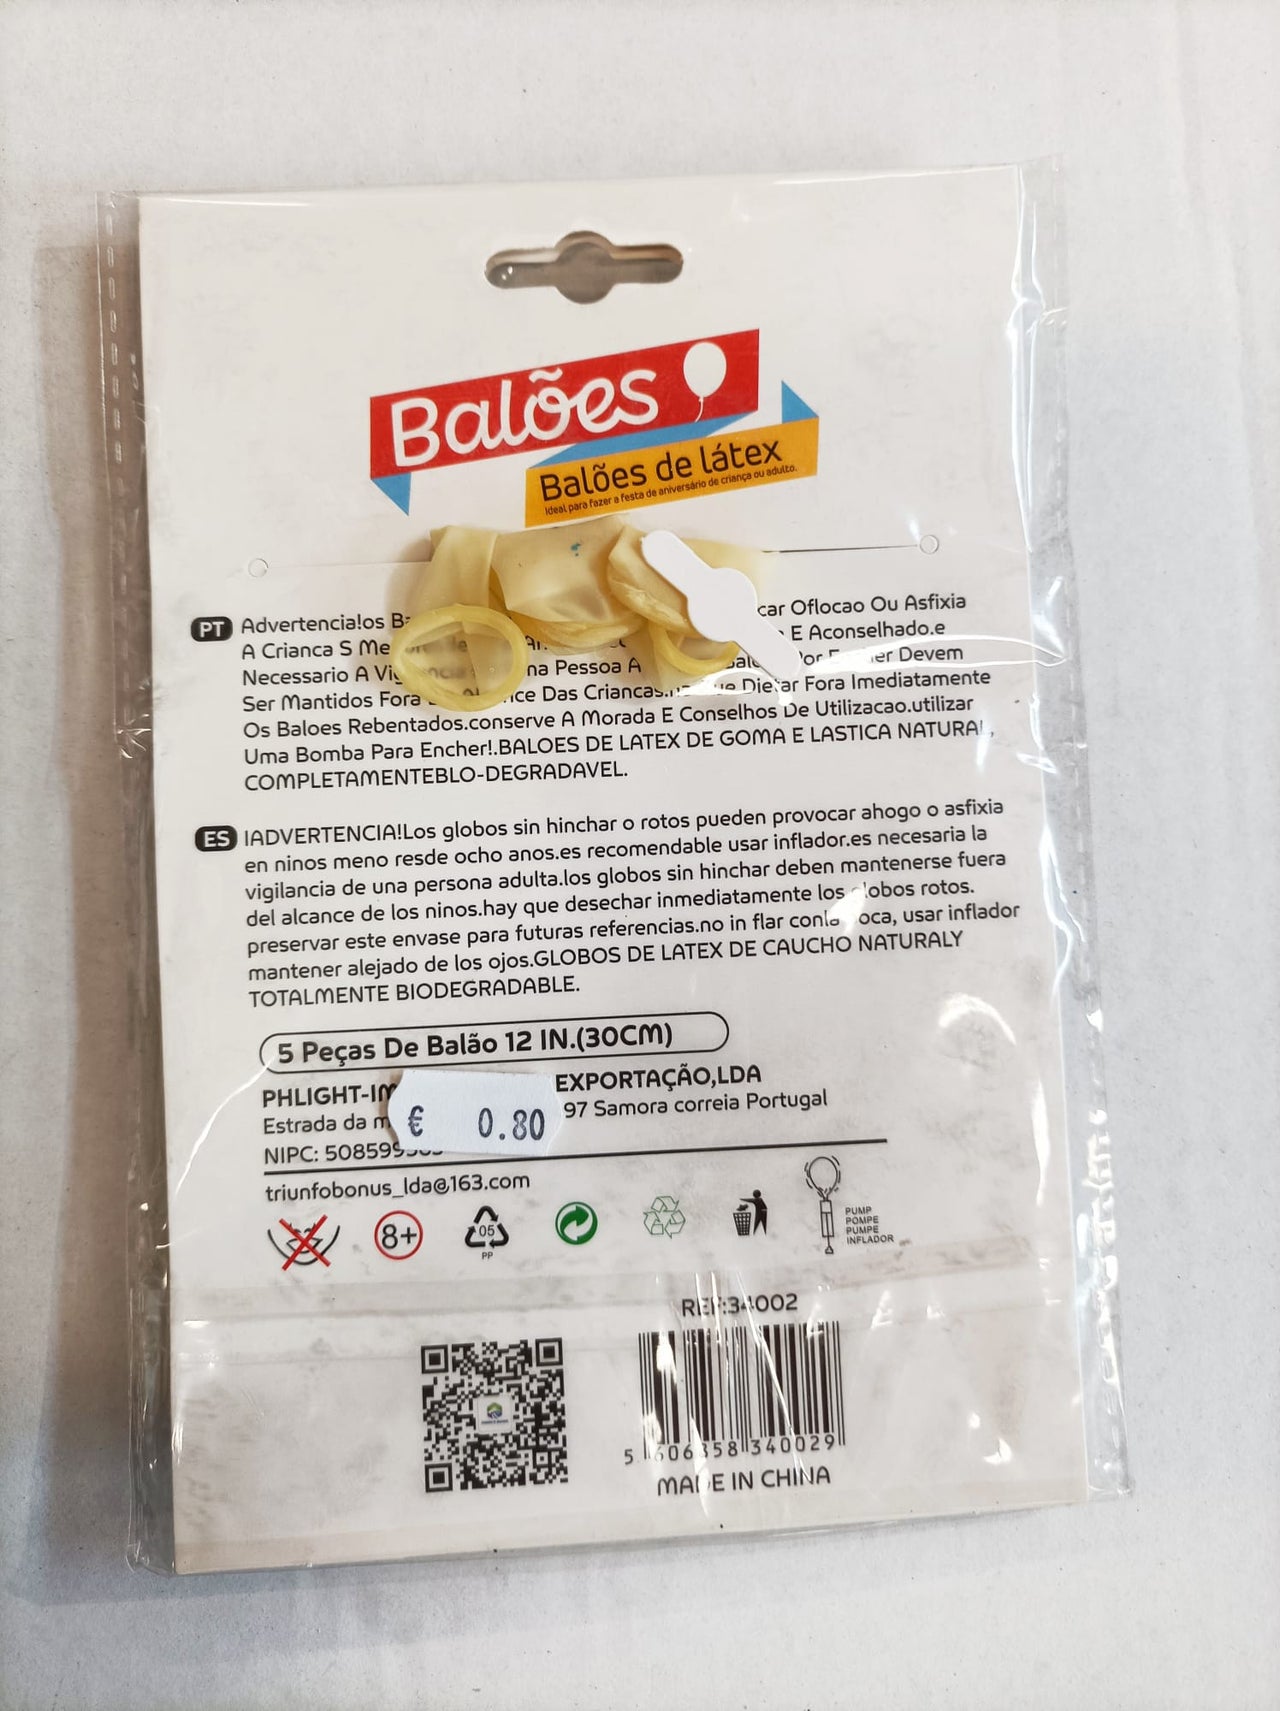 Balões
Balões de látex
Ideal para fazer a festa de aniversário de criança ou adulto.
PT Advertencia!os car Oflocao Ou Asfixia
A Crianca S E Aconselhado.e
Necessario A na Pessoa A Devem
Ser Mantidos Fora Das Criancas. Fora Imediatamente
Os Baloes Rebentados.conserve A Morada E Conselhos De Utilizacao.utilizar
Uma Bomba Para Encher!.BALOES DE LATEX DE GOMA E LASTICA NATURAL,
COMPLETAMENTEBLO-DEGRADAVEL.
ES IADVERTENCIA!Los globos sin hinchar o rotos pueden provocar ahogo o asfixia
en ninos meno resde ocho anos.es recomendable usar inflador.es necesaria la
vigilancia de una persona adulta.los globos sin hinchar deben mantenerse fuera
del alcance de los ninos.hay que desechar inmediatamente los globos rotos.
preservar este envase para futuras referencias.no in flar con usar inflador
mantener alejado de los ojos.GLOBOS DE LATEX DE CAUCHO NATURALY
TOTALMENTE BIODEGRADABLE.
5 Peças De Balão 12 IN.(30CM)
PHLIGHT- EXPORTAÇÃO,LDA
Estrada da 97 Samora correia Portugal
€ 0.80
NIPC:
triunfobonus_lda@163.com
8+
05
PP
PUMP
POMPE
PUMPE
INFLADOR
REF:34002
5 606358 340029
MADE IN CHINA